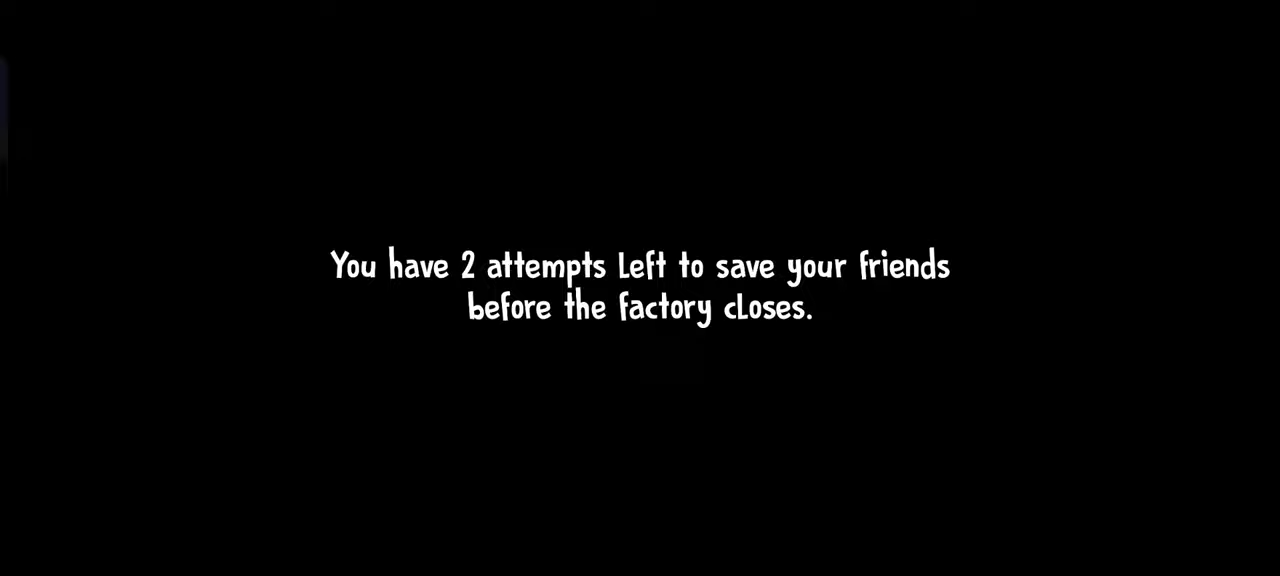 You have 2 attempts left to save your friends
before the factory closes.